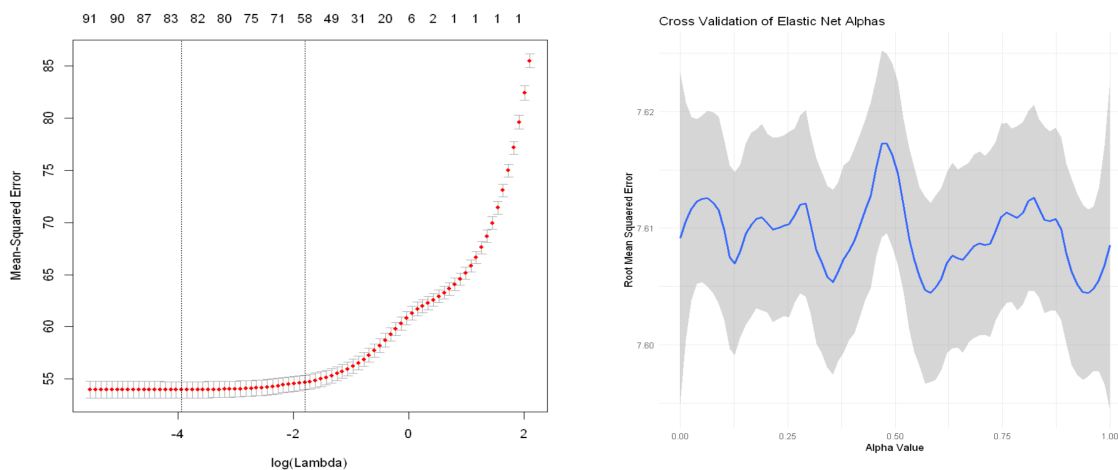 91 90 87 83 82 80 75 71 58 49 31 20 6 2 1 1 1 1
85
80
75
70
65
60
55
Mean-Squared Error
-4 -2 0 2
log(Lambda)
Cross Validation of Elastic Net Alphas
7.62
7.61
7.60
Root Mean Squaered Error
0.00 0.25 0.50 0.75 1.00
Alpha Value